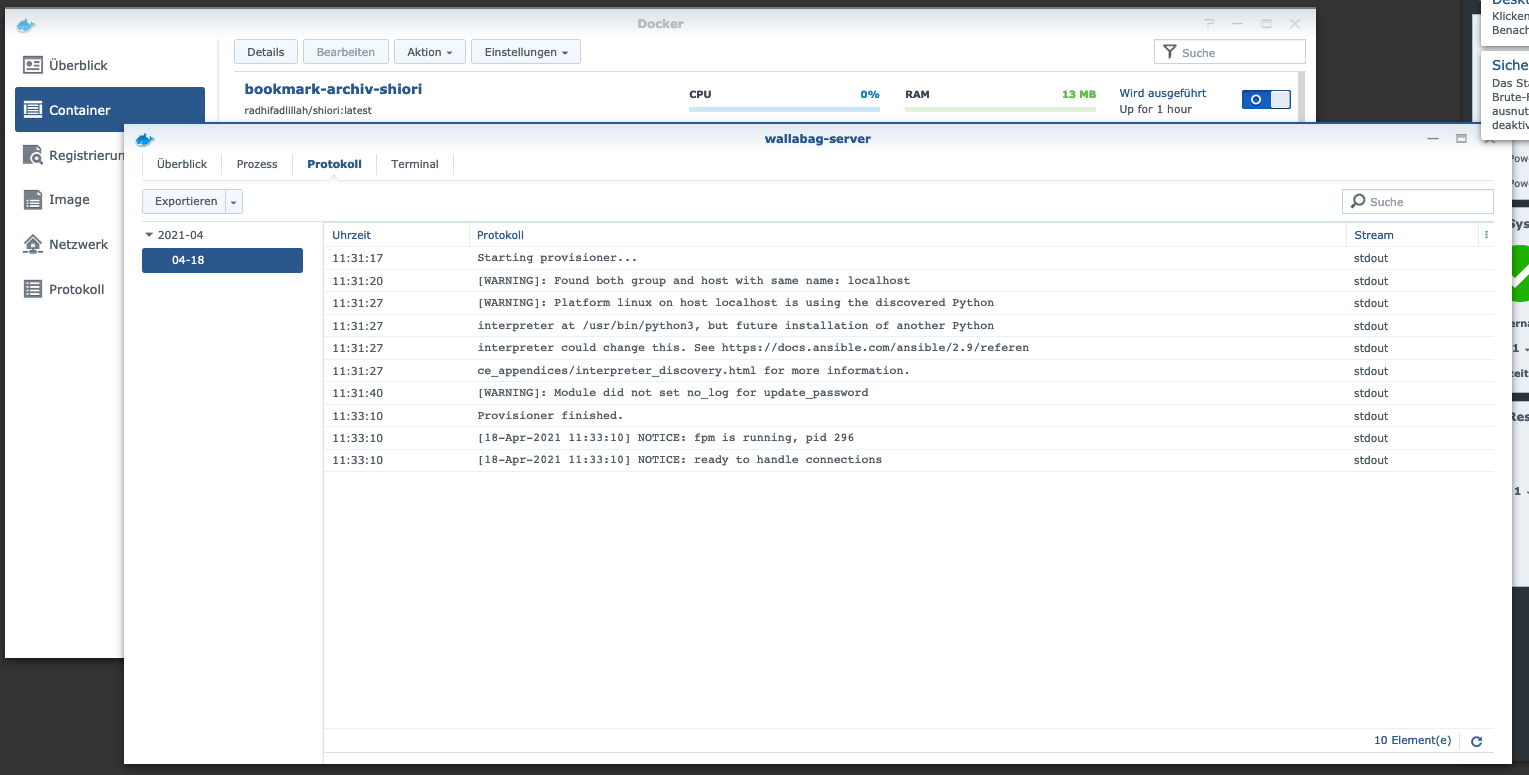 Docker
Überblick
Container
Registrierun
Image
Netzwerk
Protokoll
Details
Bearbeiten
Aktion
Einstellungen
Suche
bookmark-archiv-shiori
radhifadlillah/shiori:latest
CPU 0%
RAM 13 MB
Wird ausgeführt
Up for 1 hour
wallabag-server
Überblick
Prozess
Protokoll
Terminal
Exportieren
Suche
2021-04
04-18
Uhrzeit Protokoll Stream
11:31:17 Starting provisioner... stdout
11:31:20 [WARNING]: Found both group and host with same name: localhost stdout
11:31:27 [WARNING]: Platform linux on host localhost is using the discovered Python stdout
11:31:27 interpreter at /usr/bin/python3, but future installation of another Python stdout
11:31:27 interpreter could change this. See https://docs.ansible.com/ansible/2.9/referen stdout
11:31:27 ce_appendices/interpreter_discovery.html for more information. stdout
11:31:40 [WARNING]: Module did not set no_log for update_password stdout
11:33:10 Provisioner finished. stdout
11:33:10 [18-Apr-2021 11:33:10] NOTICE: fpm is running, pid 296 stdout
11:33:10 [18-Apr-2021 11:33:10] NOTICE: ready to handle connections stdout
10 Element(e)
Klicken
Benach
Siche
Das Sta
Brute-F
ausnut
deaktiv